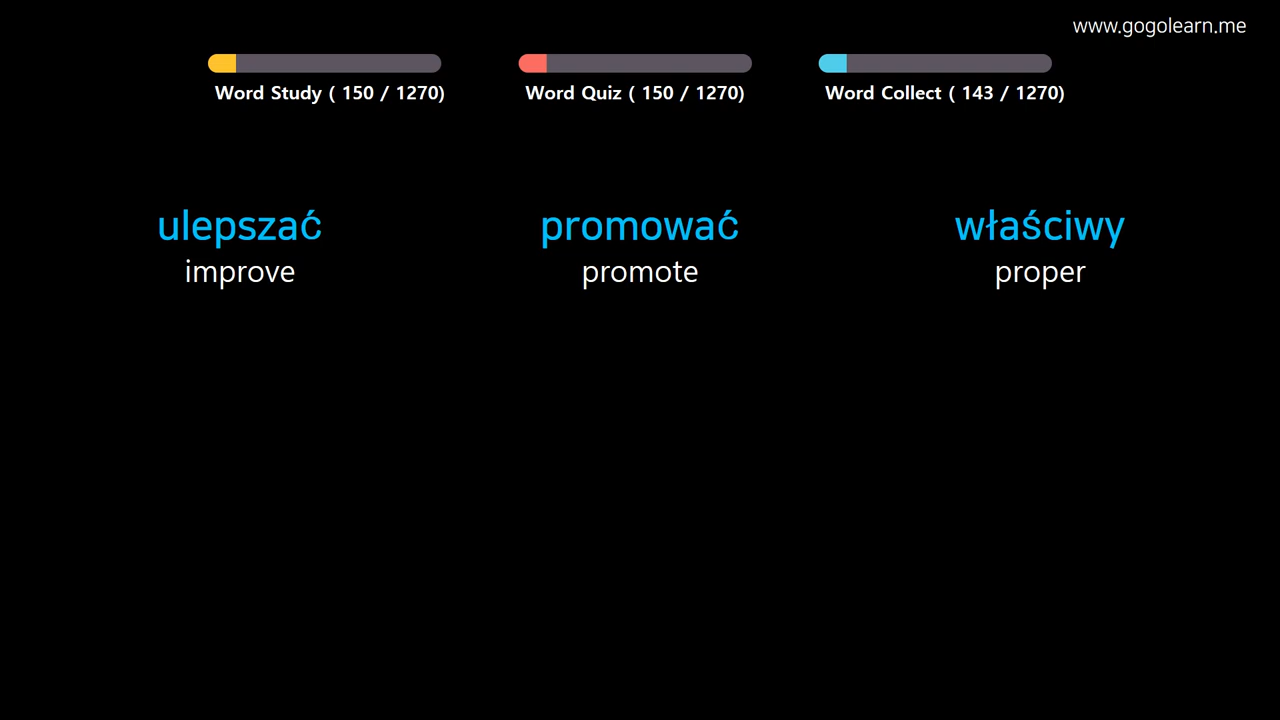 www.gogolearn.me
Word Study ( 150 / 1270)
Word Quiz ( 150 / 1270)
Word Collect ( 143 / 1270)
ulepszać
improve
promować
promote
właściwy
proper